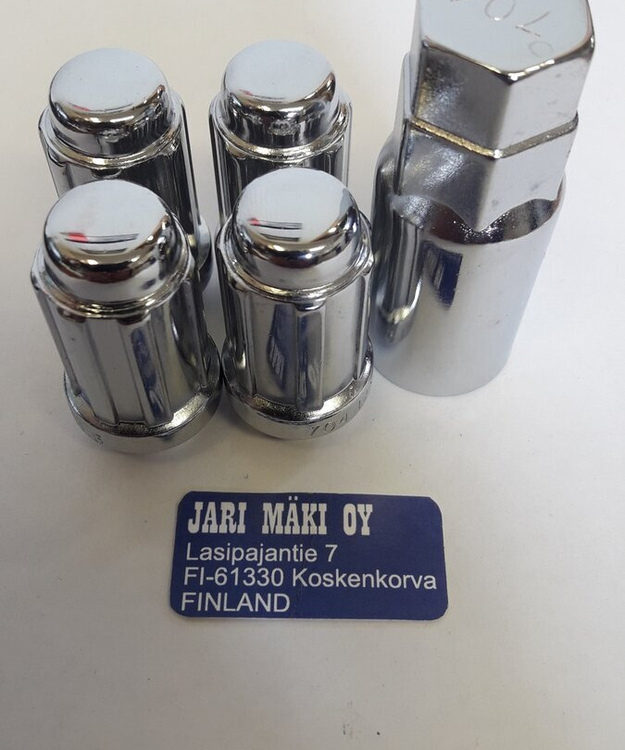 JARI MÄKI OY
Lasipajantie 7
FI-61330 Koskenkorva
FINLAND